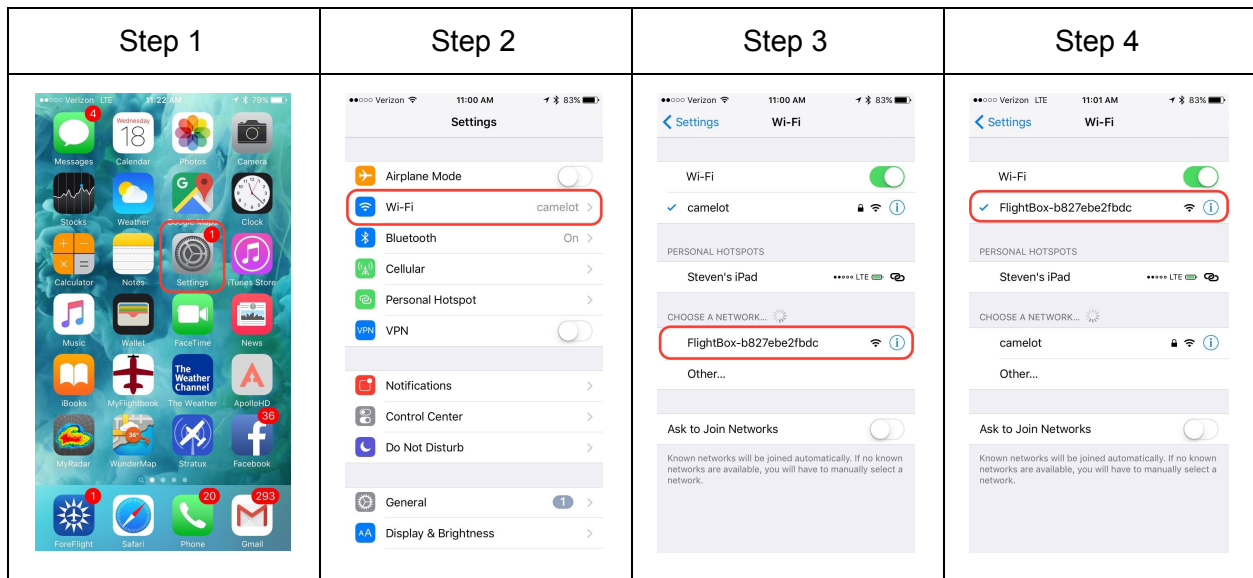 Step 1
Step 2
Step 3
Step 4
Verizon LTE 11:22 AM 79%
4
Wednesday
18
Messages Calendar Photos Camera
G
Stocks Weather Google Maps Clock
1
Calculator Notes Settings iTunes Store
Music Wallet FaceTime News
The
Weather
Channel
iBooks MyFlightbook The Weather ApolloHD
36
36°
MyRadar WunderMap Stratux Facebook
1 20 293
ForeFlight Safari Phone Gmail
Verizon 11:00 AM 83%
Settings
Airplane Mode
Wi-Fi camelot
Bluetooth On
Cellular
Personal Hotspot
VPN VPN
Notifications
Control Center
Do Not Disturb
General 1
AA Display & Brightness
Verizon 11:00 AM 83%
Settings Wi-Fi
Wi-Fi
camelot
PERSONAL HOTSPOTS
Steven's iPad LTE
CHOOSE A NETWORK...
FlightBox-b827ebe2fbdc
Other...
Ask to Join Networks
Known networks will be joined automatically. If no known
networks are available, you will have to manually select a
network.
Verizon LTE 11:01 AM 83%
Settings Wi-Fi
Wi-Fi
FlightBox-b827ebe2fbdc
PERSONAL HOTSPOTS
Steven's iPad LTE
CHOOSE A NETWORK...
camelot
Other...
Ask to Join Networks
Known networks will be joined automatically. If no known
networks are available, you will have to manually select a
network.